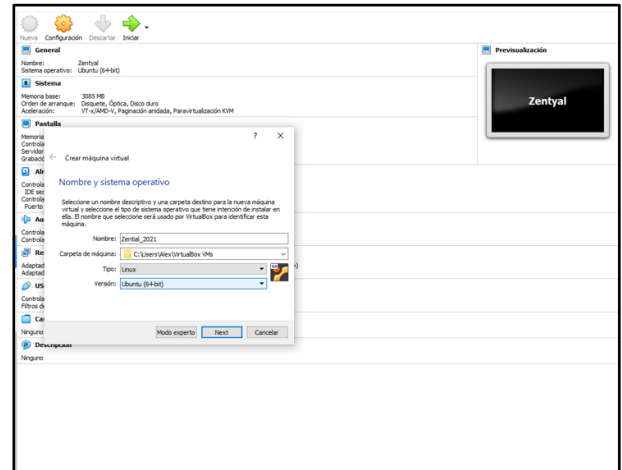 Nueva Configuración Descartar Iniciar
General
Nombre: Zentyal
Sistema operativo: Ubuntu (64-bit)
Sistema
Memoria base: 3085 MB
Orden de arranque: Disquete, Óptica, Disco duro
Aceleración: VT-x/AMD-V, Paginación anidada, Paravirtualización KVM
Pantalla
Memoria
Controla
Servidor
Grabació
Al
Controla
IDE sec
Controla
Puerto
Au
Controla
Controla
Re
Adaptad
Adaptad
US
Controla
Filtros d
Ca
Ninguno
Descripción
Ninguno
Previsualización
Zentyal
? ×
Crear máquina virtual
Nombre y sistema operativo
Seleccione un nombre descriptivo y una carpeta destino para la nueva máquina
virtual y seleccione el tipo de sistema operativo que tiene intención de instalar en
ella. El nombre que seleccione será usado por VirtualBox para identificar esta
máquina.
Nombre: Zential_2021
Carpeta de máquina: C:\Users\Alex\VirtualBox VMs
Tipo: Linux
Versión: Ubuntu (64-bit)
64
Modo experto Next Cancelar